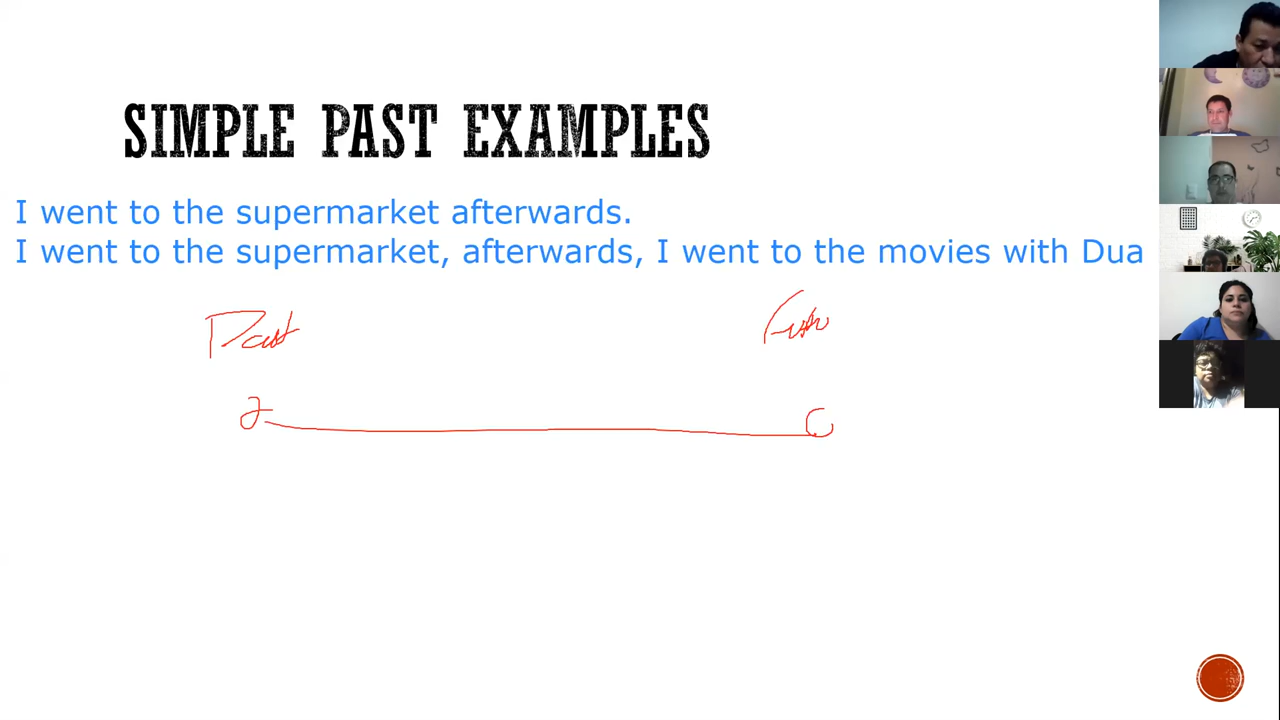 SIMPLE PAST EXAMPLES
I went to the supermarket afterwards.
I went to the supermarket, afterwards, I went to the movies with Dua
Past